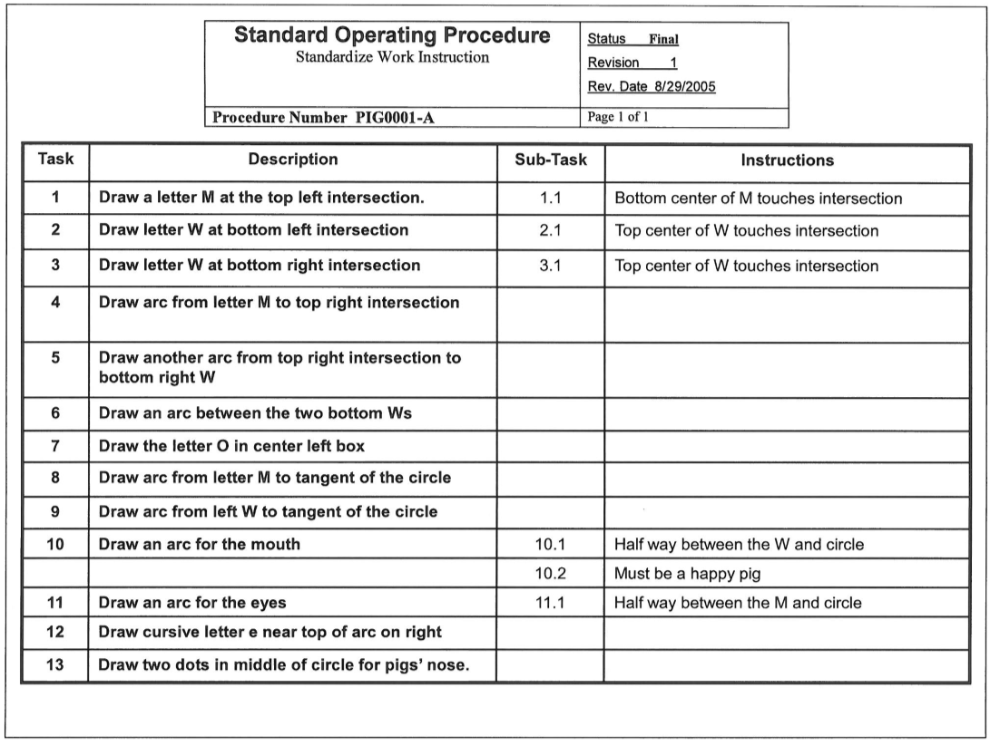 Standard Operating Procedure
Standardize Work Instruction
Status Final
Revision 1
Rev. Date 8/29/2005
Procedure Number PIG0001-A
Page 1 of 1
Task Description Sub-Task Instructions
1 Draw a letter M at the top left intersection. 1.1 Bottom center of M touches intersection
2 Draw letter W at bottom left intersection 2.1 Top center of W touches intersection
3 Draw letter W at bottom right intersection 3.1 Top center of W touches intersection
4 Draw arc from letter M to top right intersection
5 Draw another arc from top right intersection to
bottom right W
6 Draw an arc between the two bottom Ws
7 Draw the letter O in center left box
8 Draw arc from letter M to tangent of the circle
9 Draw arc from left W to tangent of the circle
10 Draw an arc for the mouth 10.1 Half way between the W and circle
10.2 Must be a happy pig
11 Draw an arc for the eyes 11.1 Half way between the M and circle
12 Draw cursive letter e near top of arc on right
13 Draw two dots in middle of circle for pigs' nose.